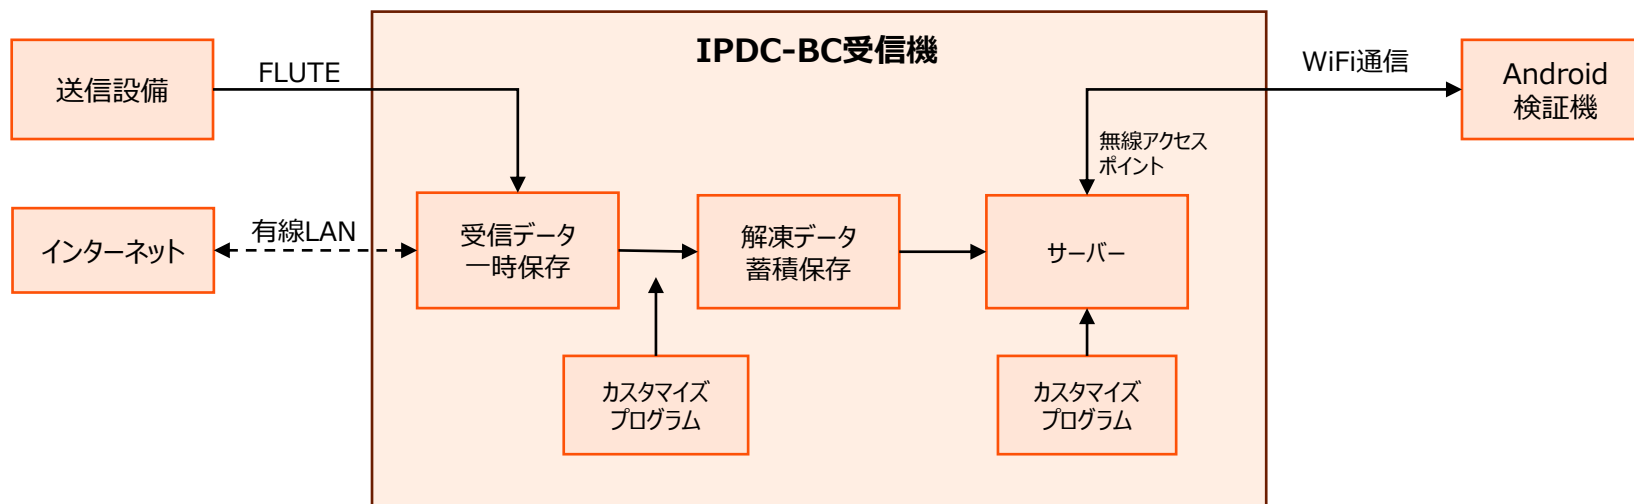 IPDC-BC受信機
送信設備
FLUTE
WiFi通信
Android
検証機
無線アクセス
ポイント
インターネット
有線LAN
受信データ
一時保存
解凍データ
蓄積保存
サーバー
カスタマイズ
プログラム
カスタマイズ
プログラム